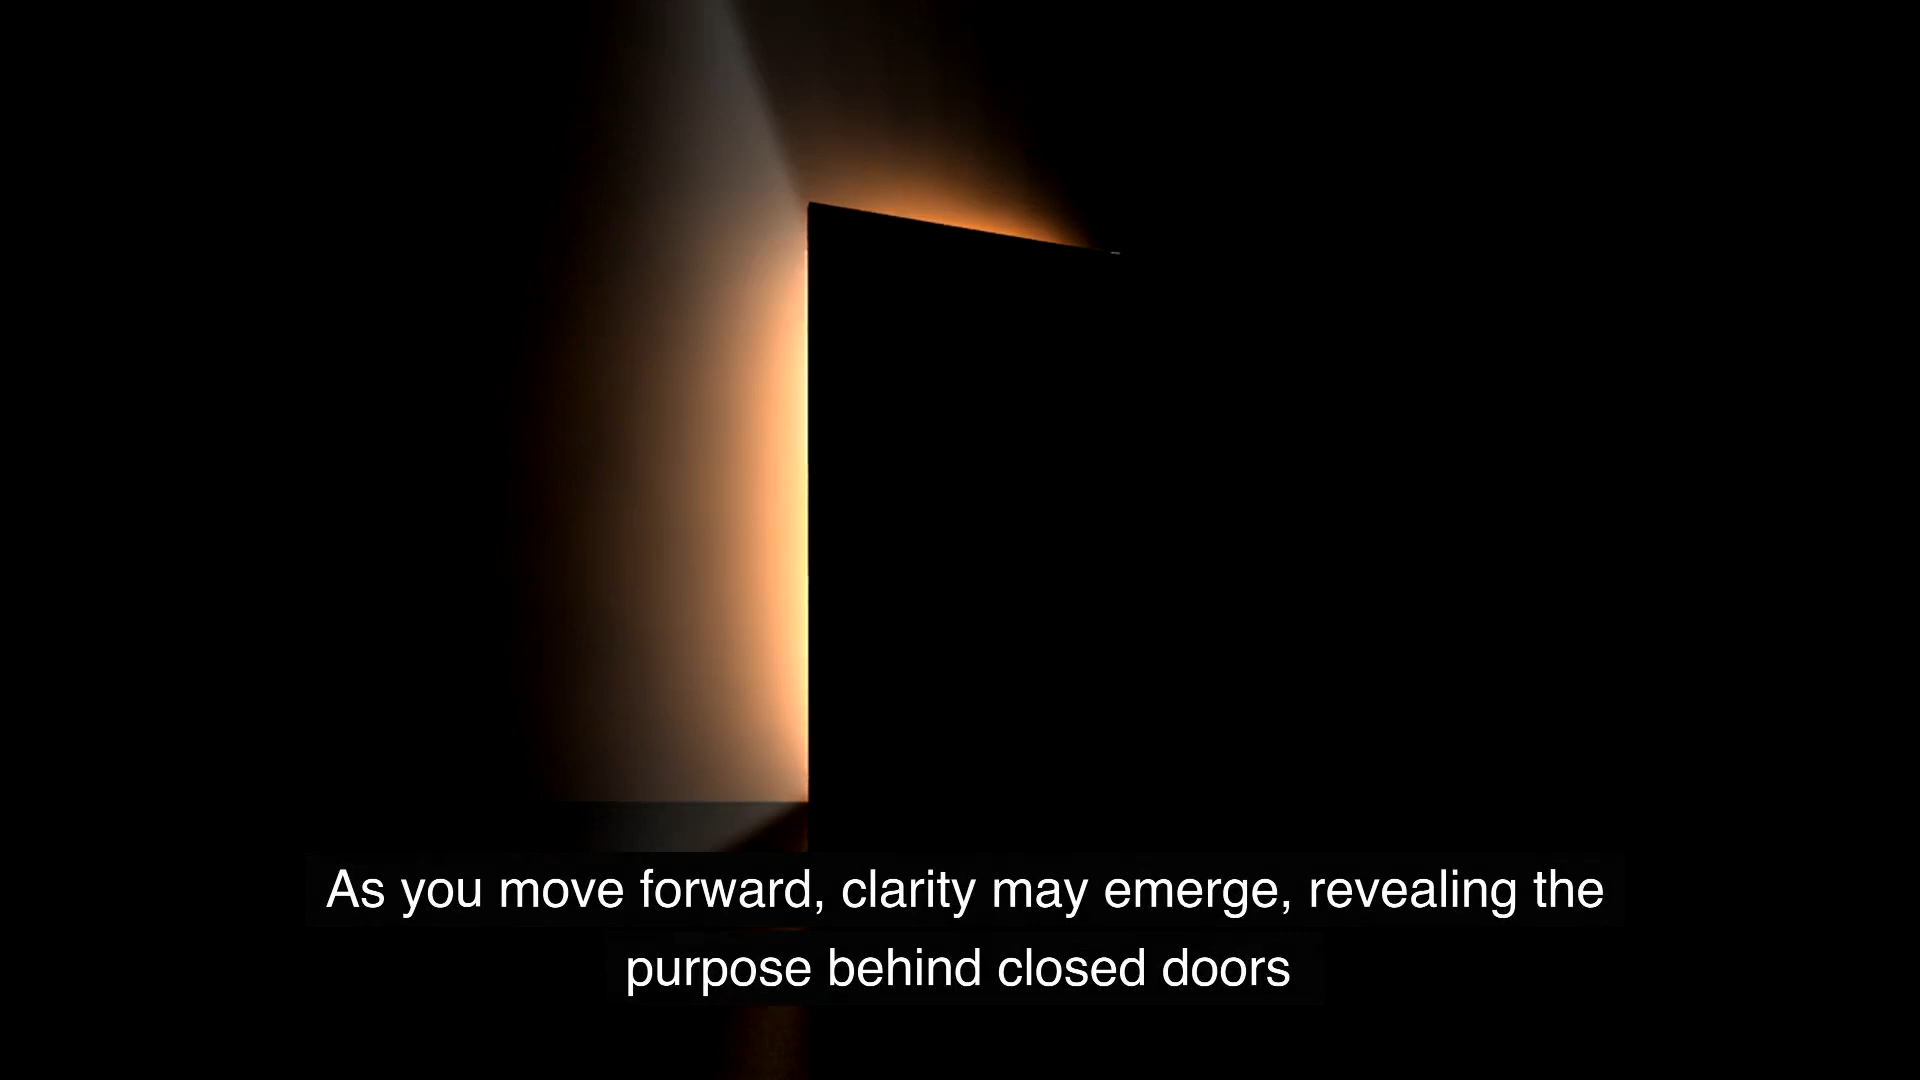 As you move forward, clarity may emerge, revealing the
purpose behind closed doors